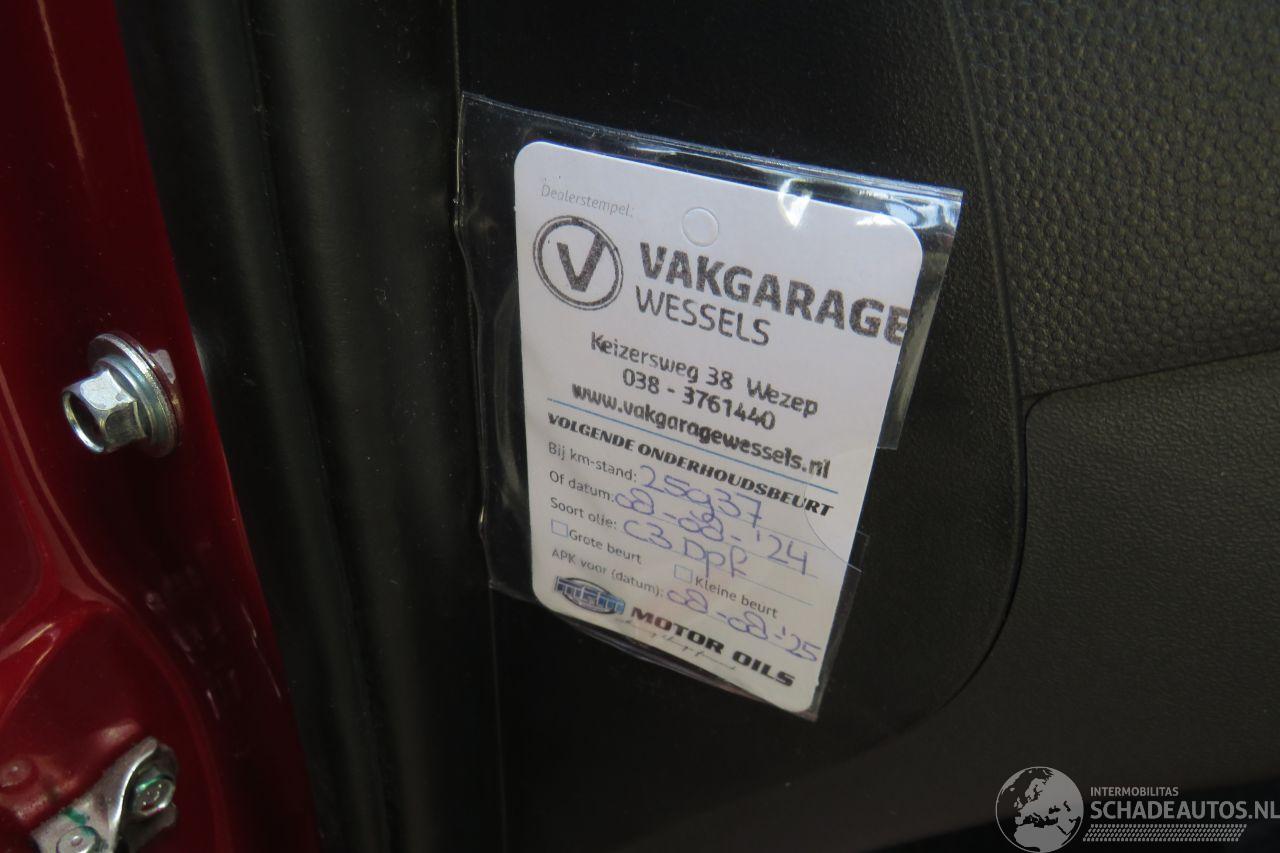 Dealerstempel:
V
VAKGARAGE
WESSELS
Keizersweg 38 Wezep
038 - 3761440
www.vakgaragewessels.nl
VOLGENDE ONDERHOUDSBEURT
Bij km-stand: 25937
Of datum: 08-08-'24
Soort olie: C3 Dpf
Grote beurt Kleine beurt
APK voor (datum): 08-08-'25
MOTOR OILS
INTERMOBILITAS
SCHADEAUTOS.NL